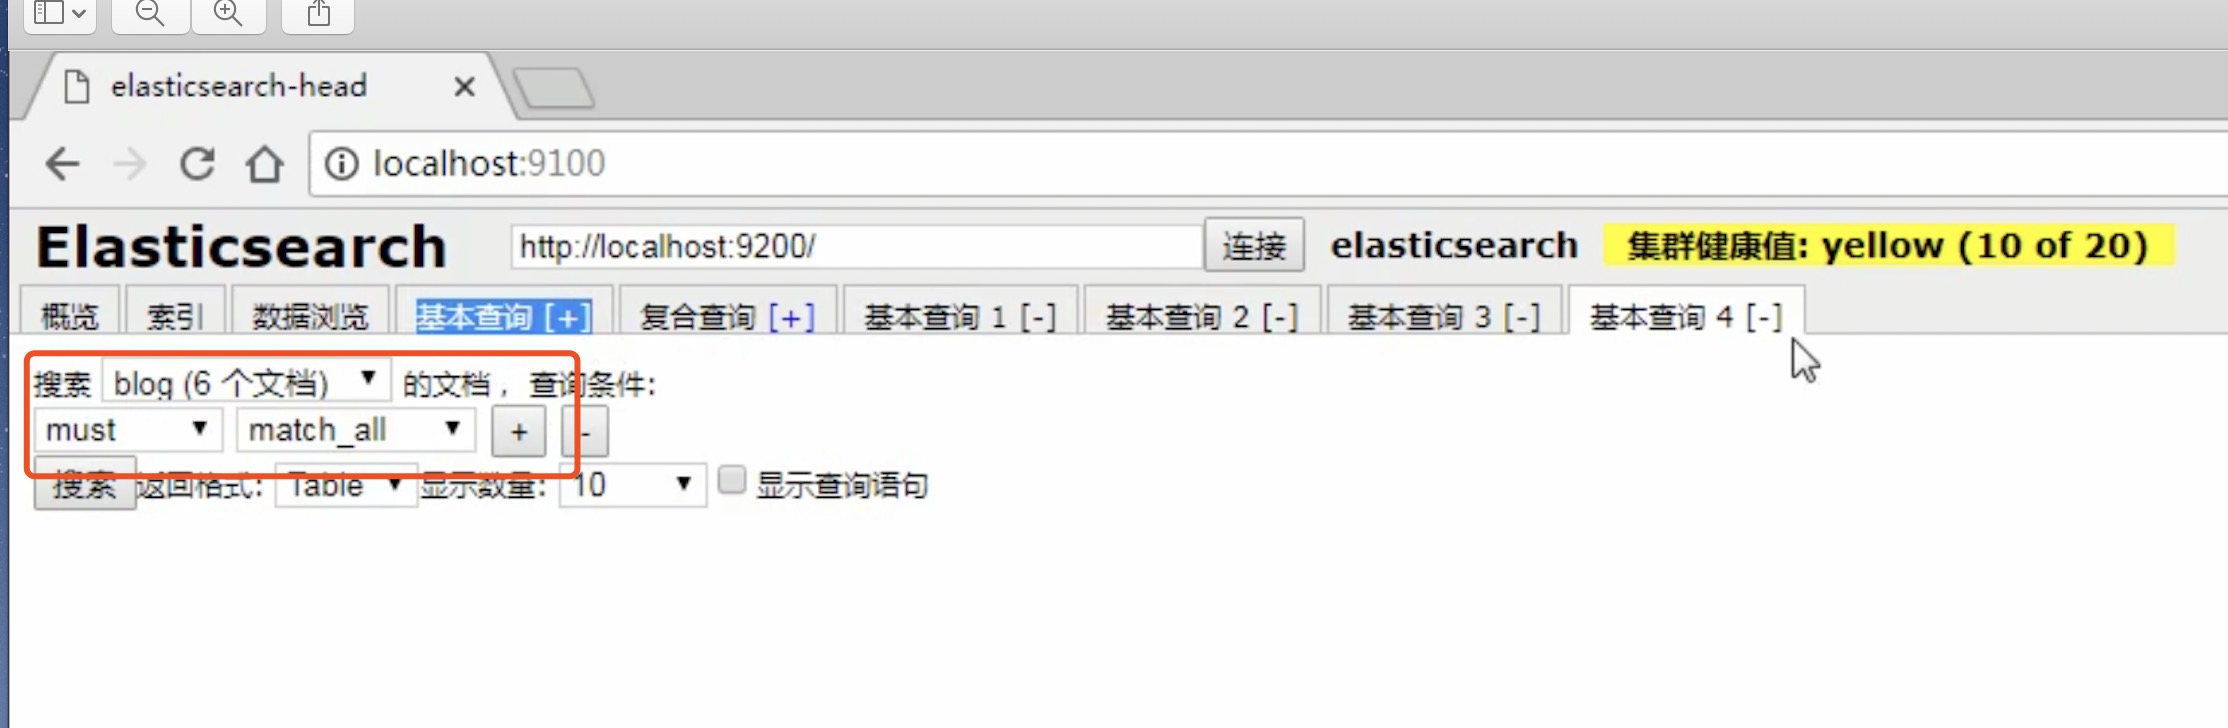 elasticsearch-head
localhost:9100
Elasticsearch http://localhost:9200/ 连接 elasticsearch 集群健康值: yellow (10 of 20)
概览 索引 数据浏览 基本查询 [+] 复合查询 [+] 基本查询 1 [-] 基本查询 2 [-] 基本查询 3 [-] 基本查询 4 [-]
搜索 blog (6 个文档) 的文档， 查询条件:
must match_all + -
搜索 返回格式: Table 显示数量: 10 显示查询语句